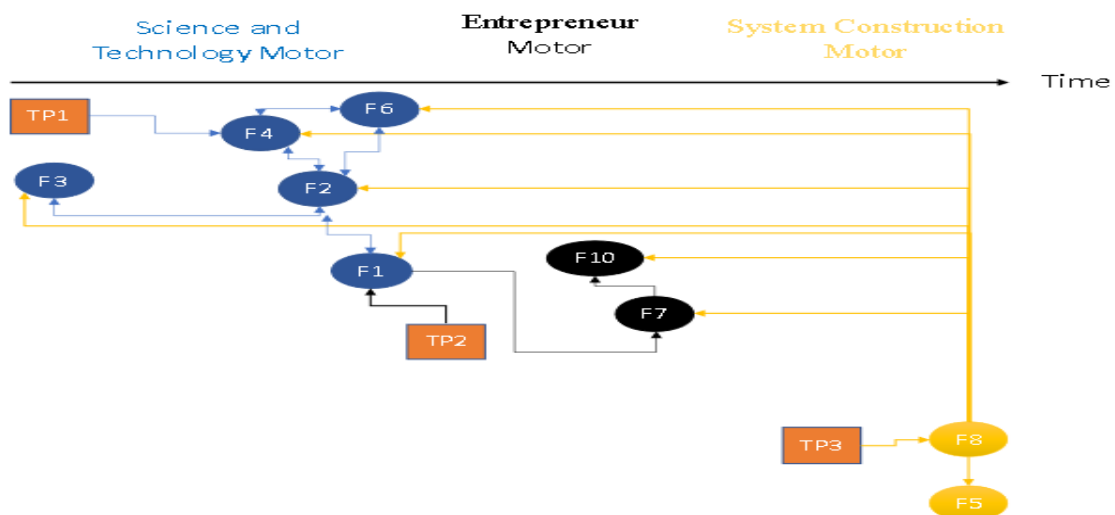 Science and
Technology Motor
Entrepreneur
Motor
System Construction
Motor
Time
TP1
F6
F4
F3
F2
F10
F1
F7
TP2
TP3
F8
F5